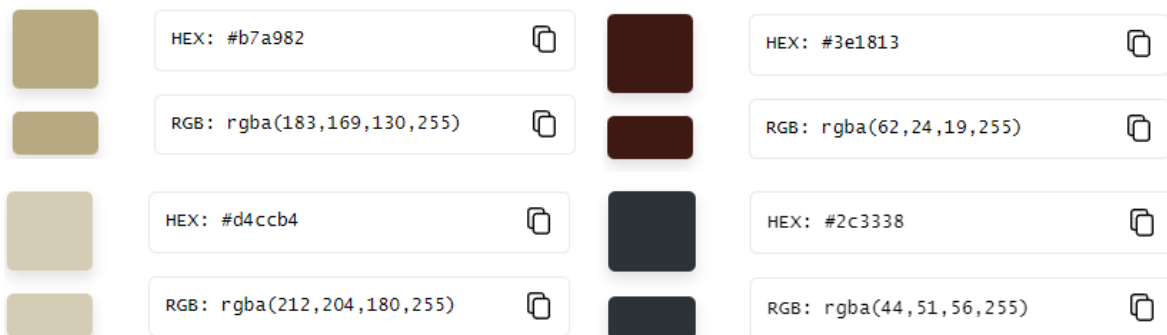 HEX: #b7a982
RGB: rgba(183,169,130,255)
HEX: #3e1813
RGB: rgba(62,24,19,255)
HEX: #d4ccb4
RGB: rgba(212,204,180,255)
HEX: #2c3338
RGB: rgba(44,51,56,255)